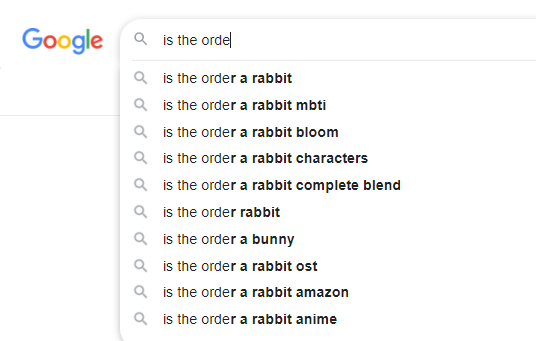 Google
is the orde
is the order a rabbit
is the order a rabbit mbti
is the order a rabbit bloom
is the order a rabbit characters
is the order a rabbit complete blend
is the order rabbit
is the order a bunny
is the order a rabbit ost
is the order a rabbit amazon
is the order a rabbit anime